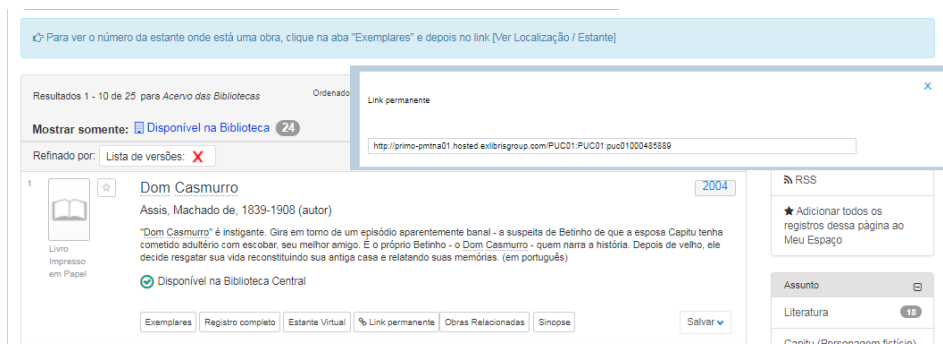 Para ver o número da estante onde está uma obra, clique na aba "Exemplares" e depois no link [Ver Localização / Estante]
Resultados 1 - 10 de 25 para Acervo das Bibliotecas
Ordenado
Mostrar somente: Disponível na Biblioteca 24
Refinado por: Lista de versões: X
x
Link permanente
http://primo-pmtna01.hosted.exlibrisgroup.com/PUC01:PUC01:puc01000485889
1
Livro
Impresso
em Papel
Dom Casmurro
2004
Assis, Machado de, 1839-1908 (autor)
"Dom Casmurro" é instigante. Gira em torno de um episódio aparentemente banal - a suspeita de Betinho de que a esposa Capitu tenha
cometido adultério com escobar, seu melhor amigo. É o próprio Betinho - o Dom Casmurro - quem narra a história. Depois de velho, ele
decide resgatar sua vida reconstituindo sua antiga casa e relatando suas memórias. (em português)
Disponível na Biblioteca Central
Exemplares
Registro completo
Estante Virtual
Link permanente
Obras Relacionadas
Sinopse
Salvar
RSS
Adicionar todos os
registros dessa página ao
Meu Espaço
Assunto
Literatura 18
Capitu (Personagem fictício)